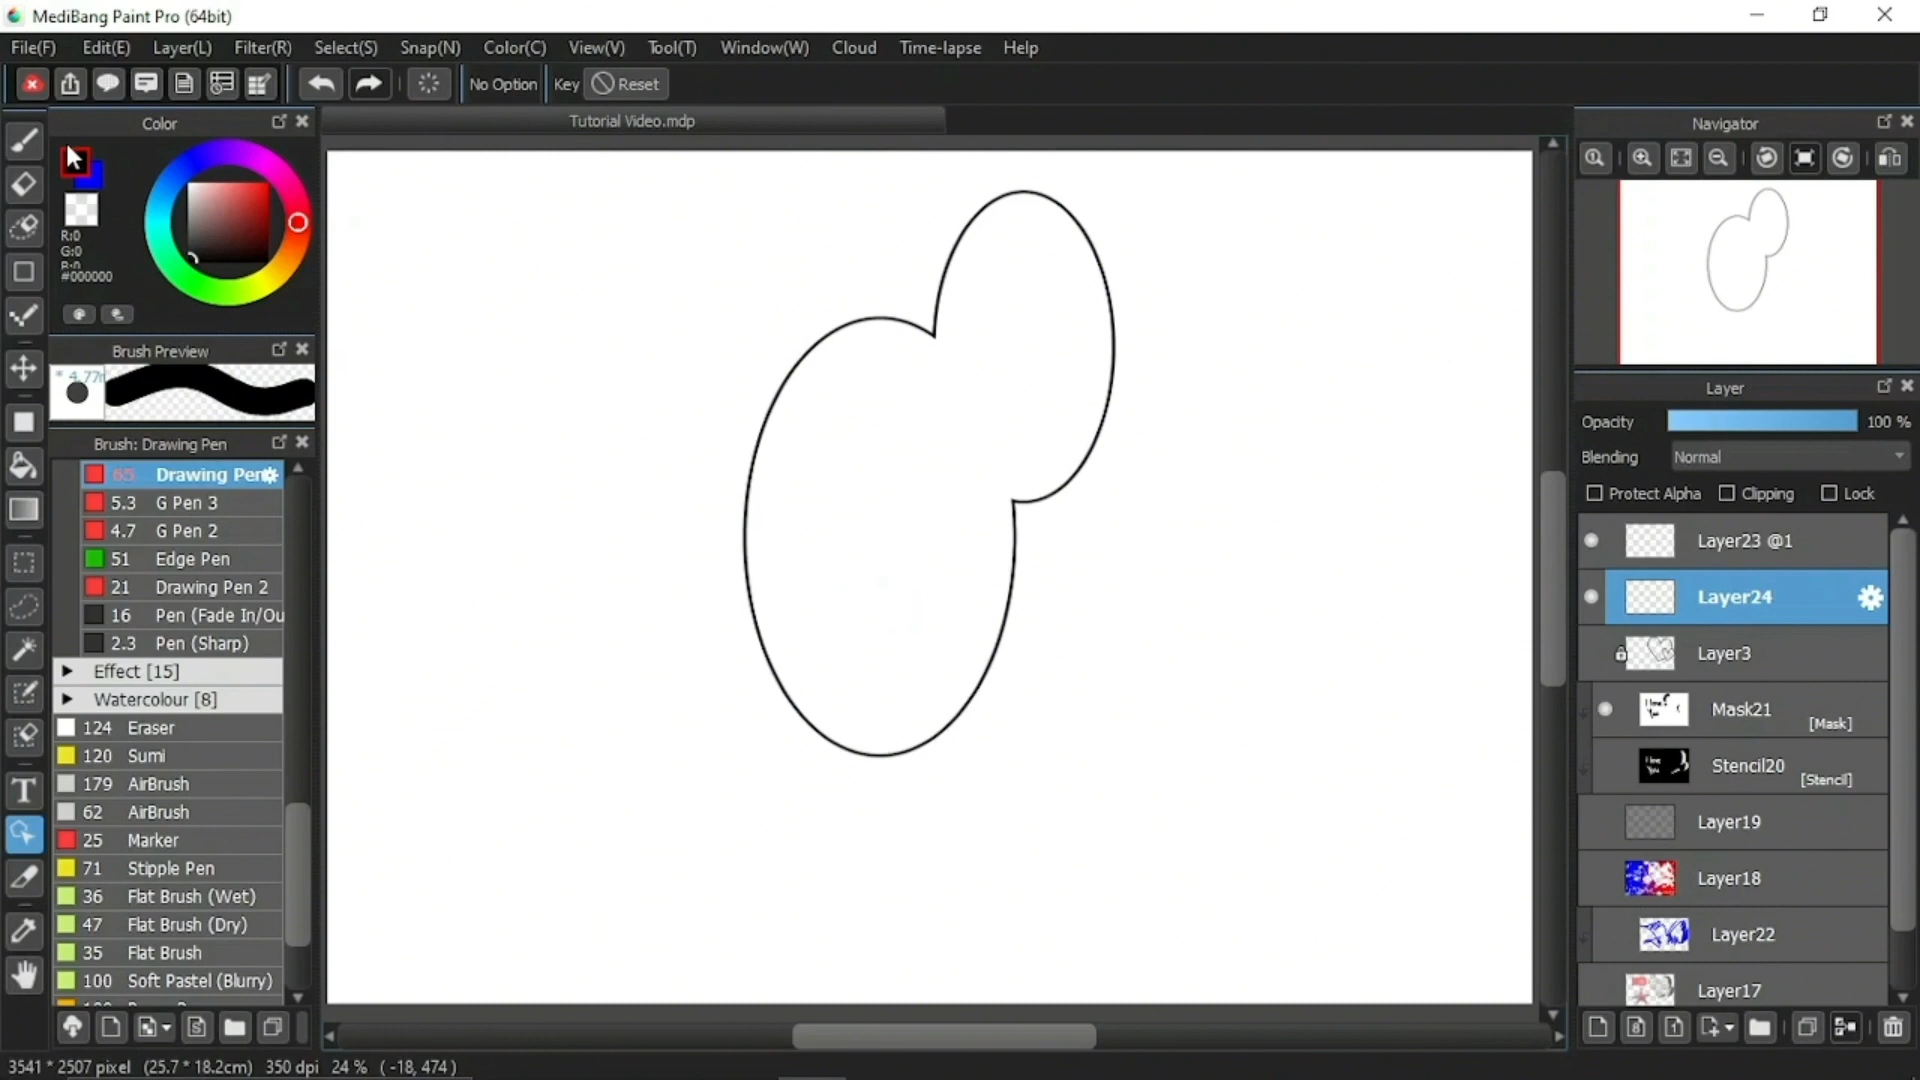 MediBang Paint Pro (64bit)
File(F) Edit(E) Layer(L) Filter(R) Select(S) Snap(N) Color(C) View(V) Tool(T) Window(W) Cloud Time-lapse Help
No Option Key Reset
Color
Tutorial Video.mdp
Navigator
R:0
G:0
B:0
#000000
Brush Preview
* 4.77
Brush: Drawing Pen
65 Drawing Pen
5.3 G Pen 3
4.7 G Pen 2
51 Edge Pen
21 Drawing Pen 2
16 Pen (Fade In/Ou
2.3 Pen (Sharp)
Effect [15]
Watercolour [8]
124 Eraser
120 Sumi
179 AirBrush
62 AirBrush
25 Marker
71 Stipple Pen
36 Flat Brush (Wet)
47 Flat Brush (Dry)
35 Flat Brush
100 Soft Pastel (Blurry)
Layer
Opacity 100 %
Blending Normal
Protect Alpha Clipping Lock
Layer23 @1
Layer24
Layer3
Mask21
[Mask]
Stencil20
[Stencil]
Layer19
Layer18
Layer22
Layer17
3541 * 2507 pixel (25.7 * 18.2cm) 350 dpi 24 % ( -18, 474 )